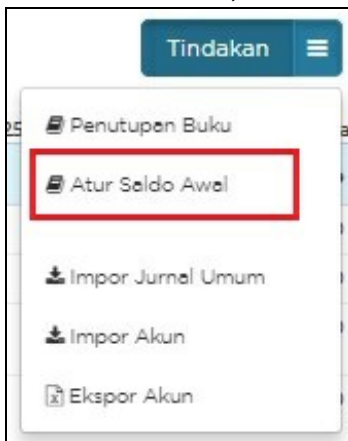 Tindakan
Penutupan Buku
Atur Saldo Awal
Impor Jurnal Umum
Impor Akun
Ekspor Akun